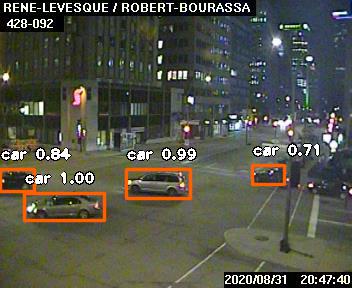 RENE-LEVESQUE / ROBERT-BOURASSA
428-092
car 0.84
car 0.99
car 0.71
car 1.00
2020/08/31 20:47:40